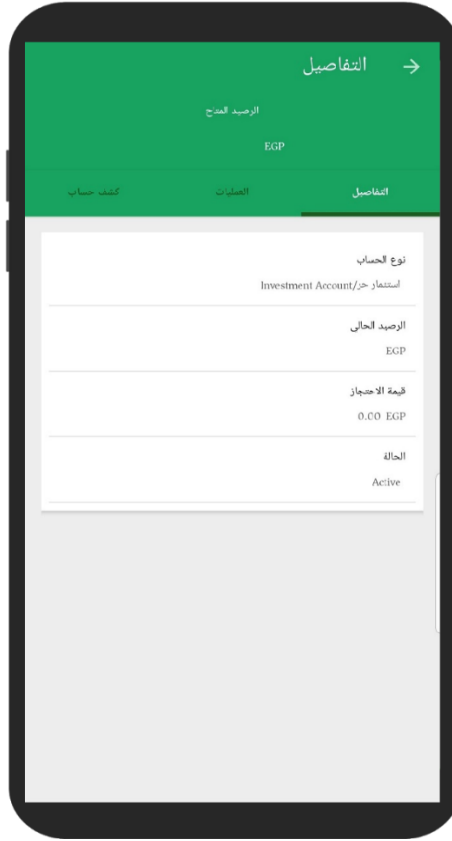 التفاصيل
الرصيد المتاح
EGP
التفاصيل
العمليات
كشف حساب
نوع الحساب
استثمار حر/Investment Account
الرصيد الحالى
EGP
قيمة الاحتجاز
0.00 EGP
الحالة
Active